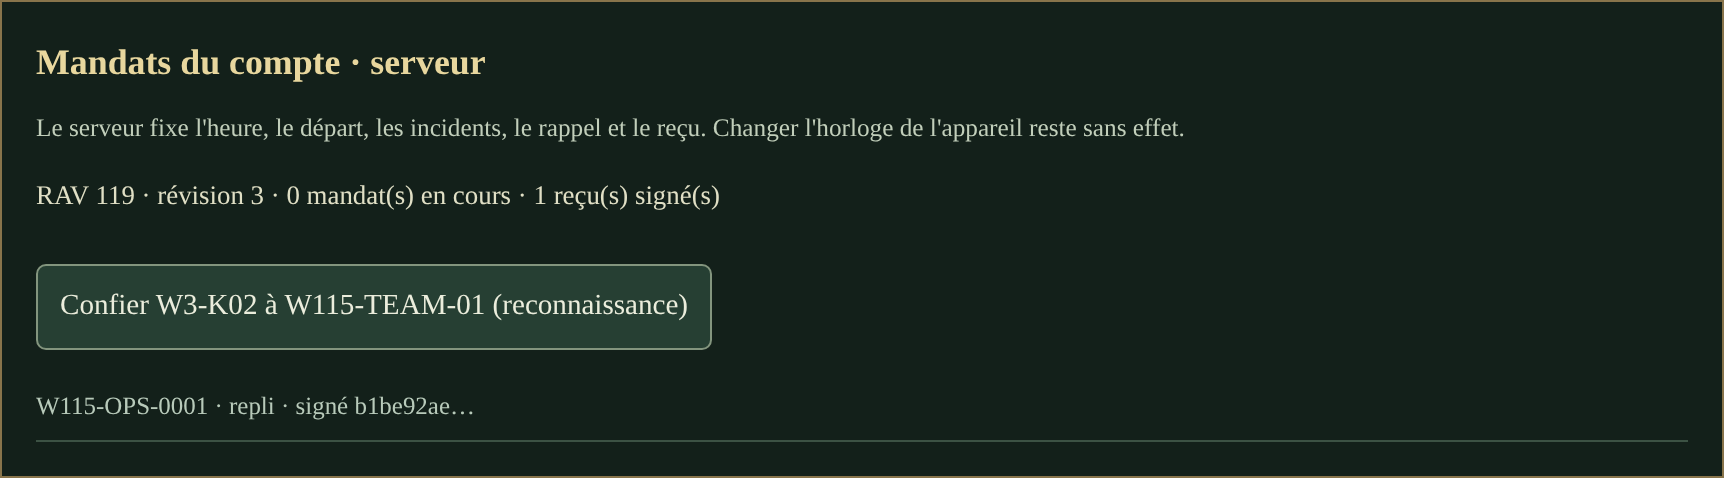 Mandats du compte · serveur
Le serveur fixe l'heure, le départ, les incidents, le rappel et le reçu. Changer l'horloge de l'appareil reste sans effet.
RAV 119 · révision 3 · 0 mandat(s) en cours · 1 reçu(s) signé(s)
Confier W3-K02 à W115-TEAM-01 (reconnaissance)
W115-OPS-0001 · repli · signé b1be92ae…